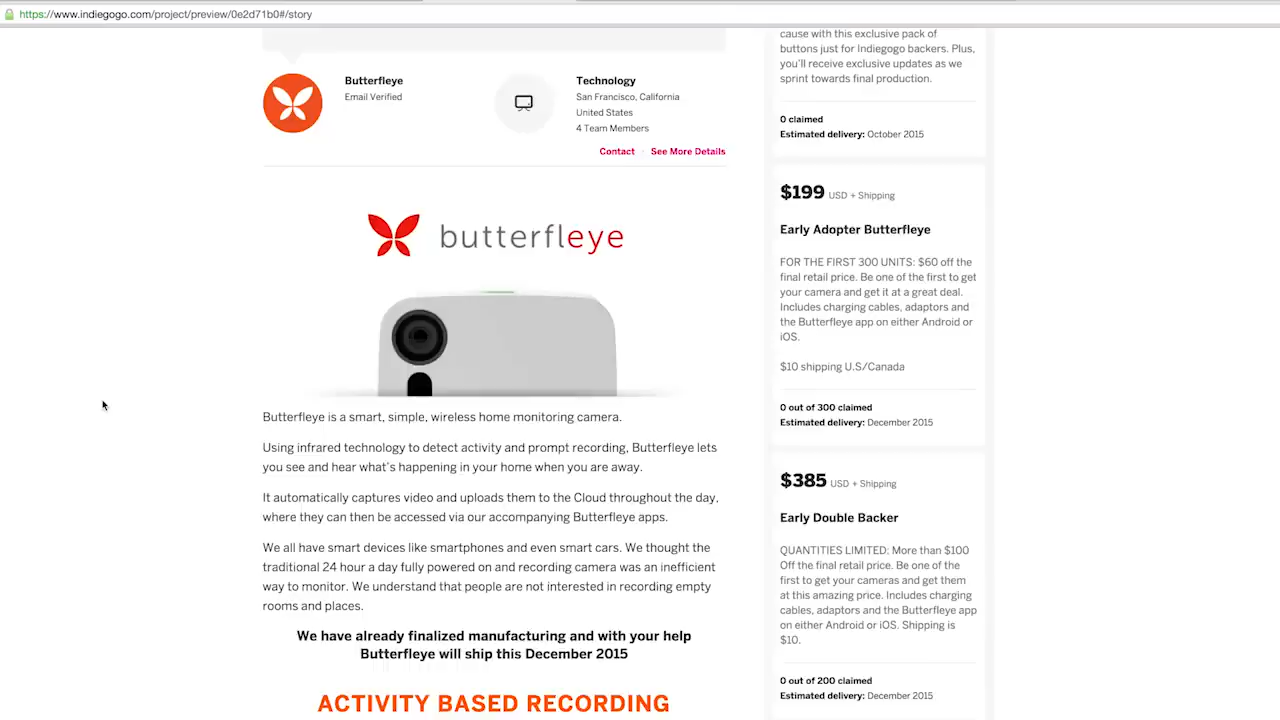 https://www.indiegogo.com/project/preview/0e2d71b0#/story
Butterfleye
Email Verified
Technology
San Francisco, California
United States
4 Team Members
Contact · See More Details
butterfleye
Butterfleye is a smart, simple, wireless home monitoring camera.
Using infrared technology to detect activity and prompt recording, Butterfleye lets
you see and hear what's happening in your home when you are away.
It automatically captures video and uploads them to the Cloud throughout the day,
where they can then be accessed via our accompanying Butterfleye apps.
We all have smart devices like smartphones and even smart cars. We thought the
traditional 24 hour a day fully powered on and recording camera was an inefficient
way to monitor. We understand that people are not interested in recording empty
rooms and places.
We have already finalized manufacturing and with your help
Butterfleye will ship this December 2015
ACTIVITY BASED RECORDING
cause with this exclusive pack of
buttons just for Indiegogo backers. Plus,
you'll receive exclusive updates as we
sprint towards final production.
0 claimed
Estimated delivery: October 2015
$199 USD + Shipping
Early Adopter Butterfleye
FOR THE FIRST 300 UNITS: $60 off the
final retail price. Be one of the first to get
your camera and get it at a great deal.
Includes charging cables, adaptors and
the Butterfleye app on either Android or
iOS.
$10 shipping U.S/Canada
0 out of 300 claimed
Estimated delivery: December 2015
$385 USD + Shipping
Early Double Backer
QUANTITIES LIMITED: More than $100
Off the final retail price. Be one of the
first to get your cameras and get them
at this amazing price. Includes charging
cables, adaptors and the Butterfleye app
on either Android or iOS. Shipping is
$10.
0 out of 200 claimed
Estimated delivery: December 2015